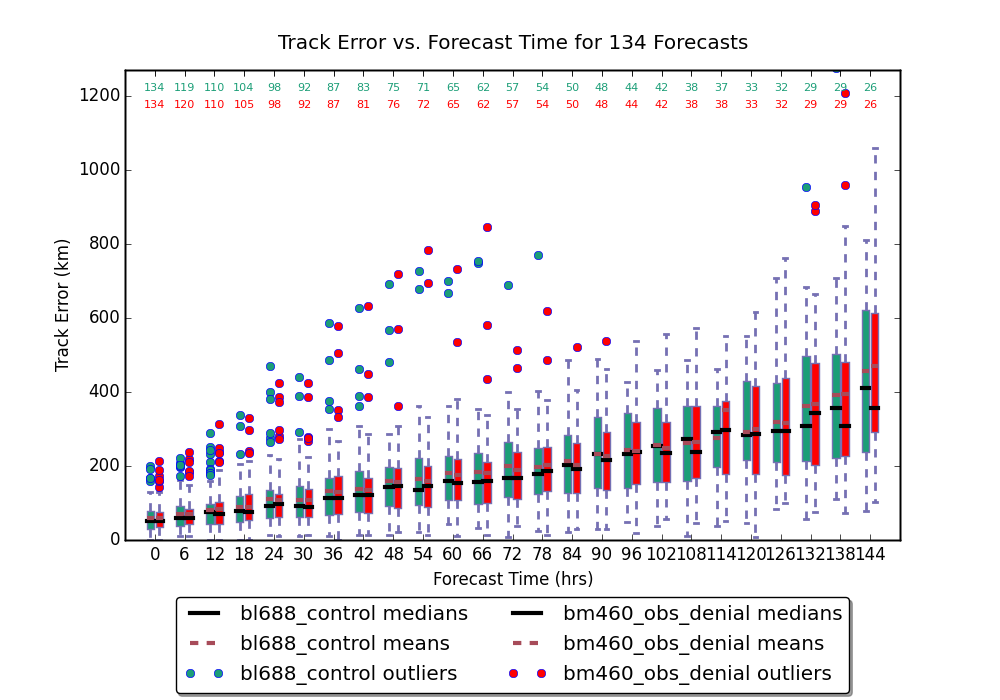 Track Error vs. Forecast Time for 134 Forecasts
134 119 110 104 98 92 87 83 75 71 65 62 57 54 50 48 44 42 38 38 33 32 29 29 26
134 120 110 105 98 92 87 81 76 72 65 62 57 54 50 48 44 42 38 37 33 32 29 29 26
1200
1000
800
600
400
200
0
Track Error (km)
0 6 12 18 24 30 36 42 48 54 60 66 72 78 84 90 96 102 108 114 120 126 132 138 144
Forecast Time (hrs)
bl688_control medians bm460_obs_denial medians
bl688_control means bm460_obs_denial means
bl688_control outliers bm460_obs_denial outliers